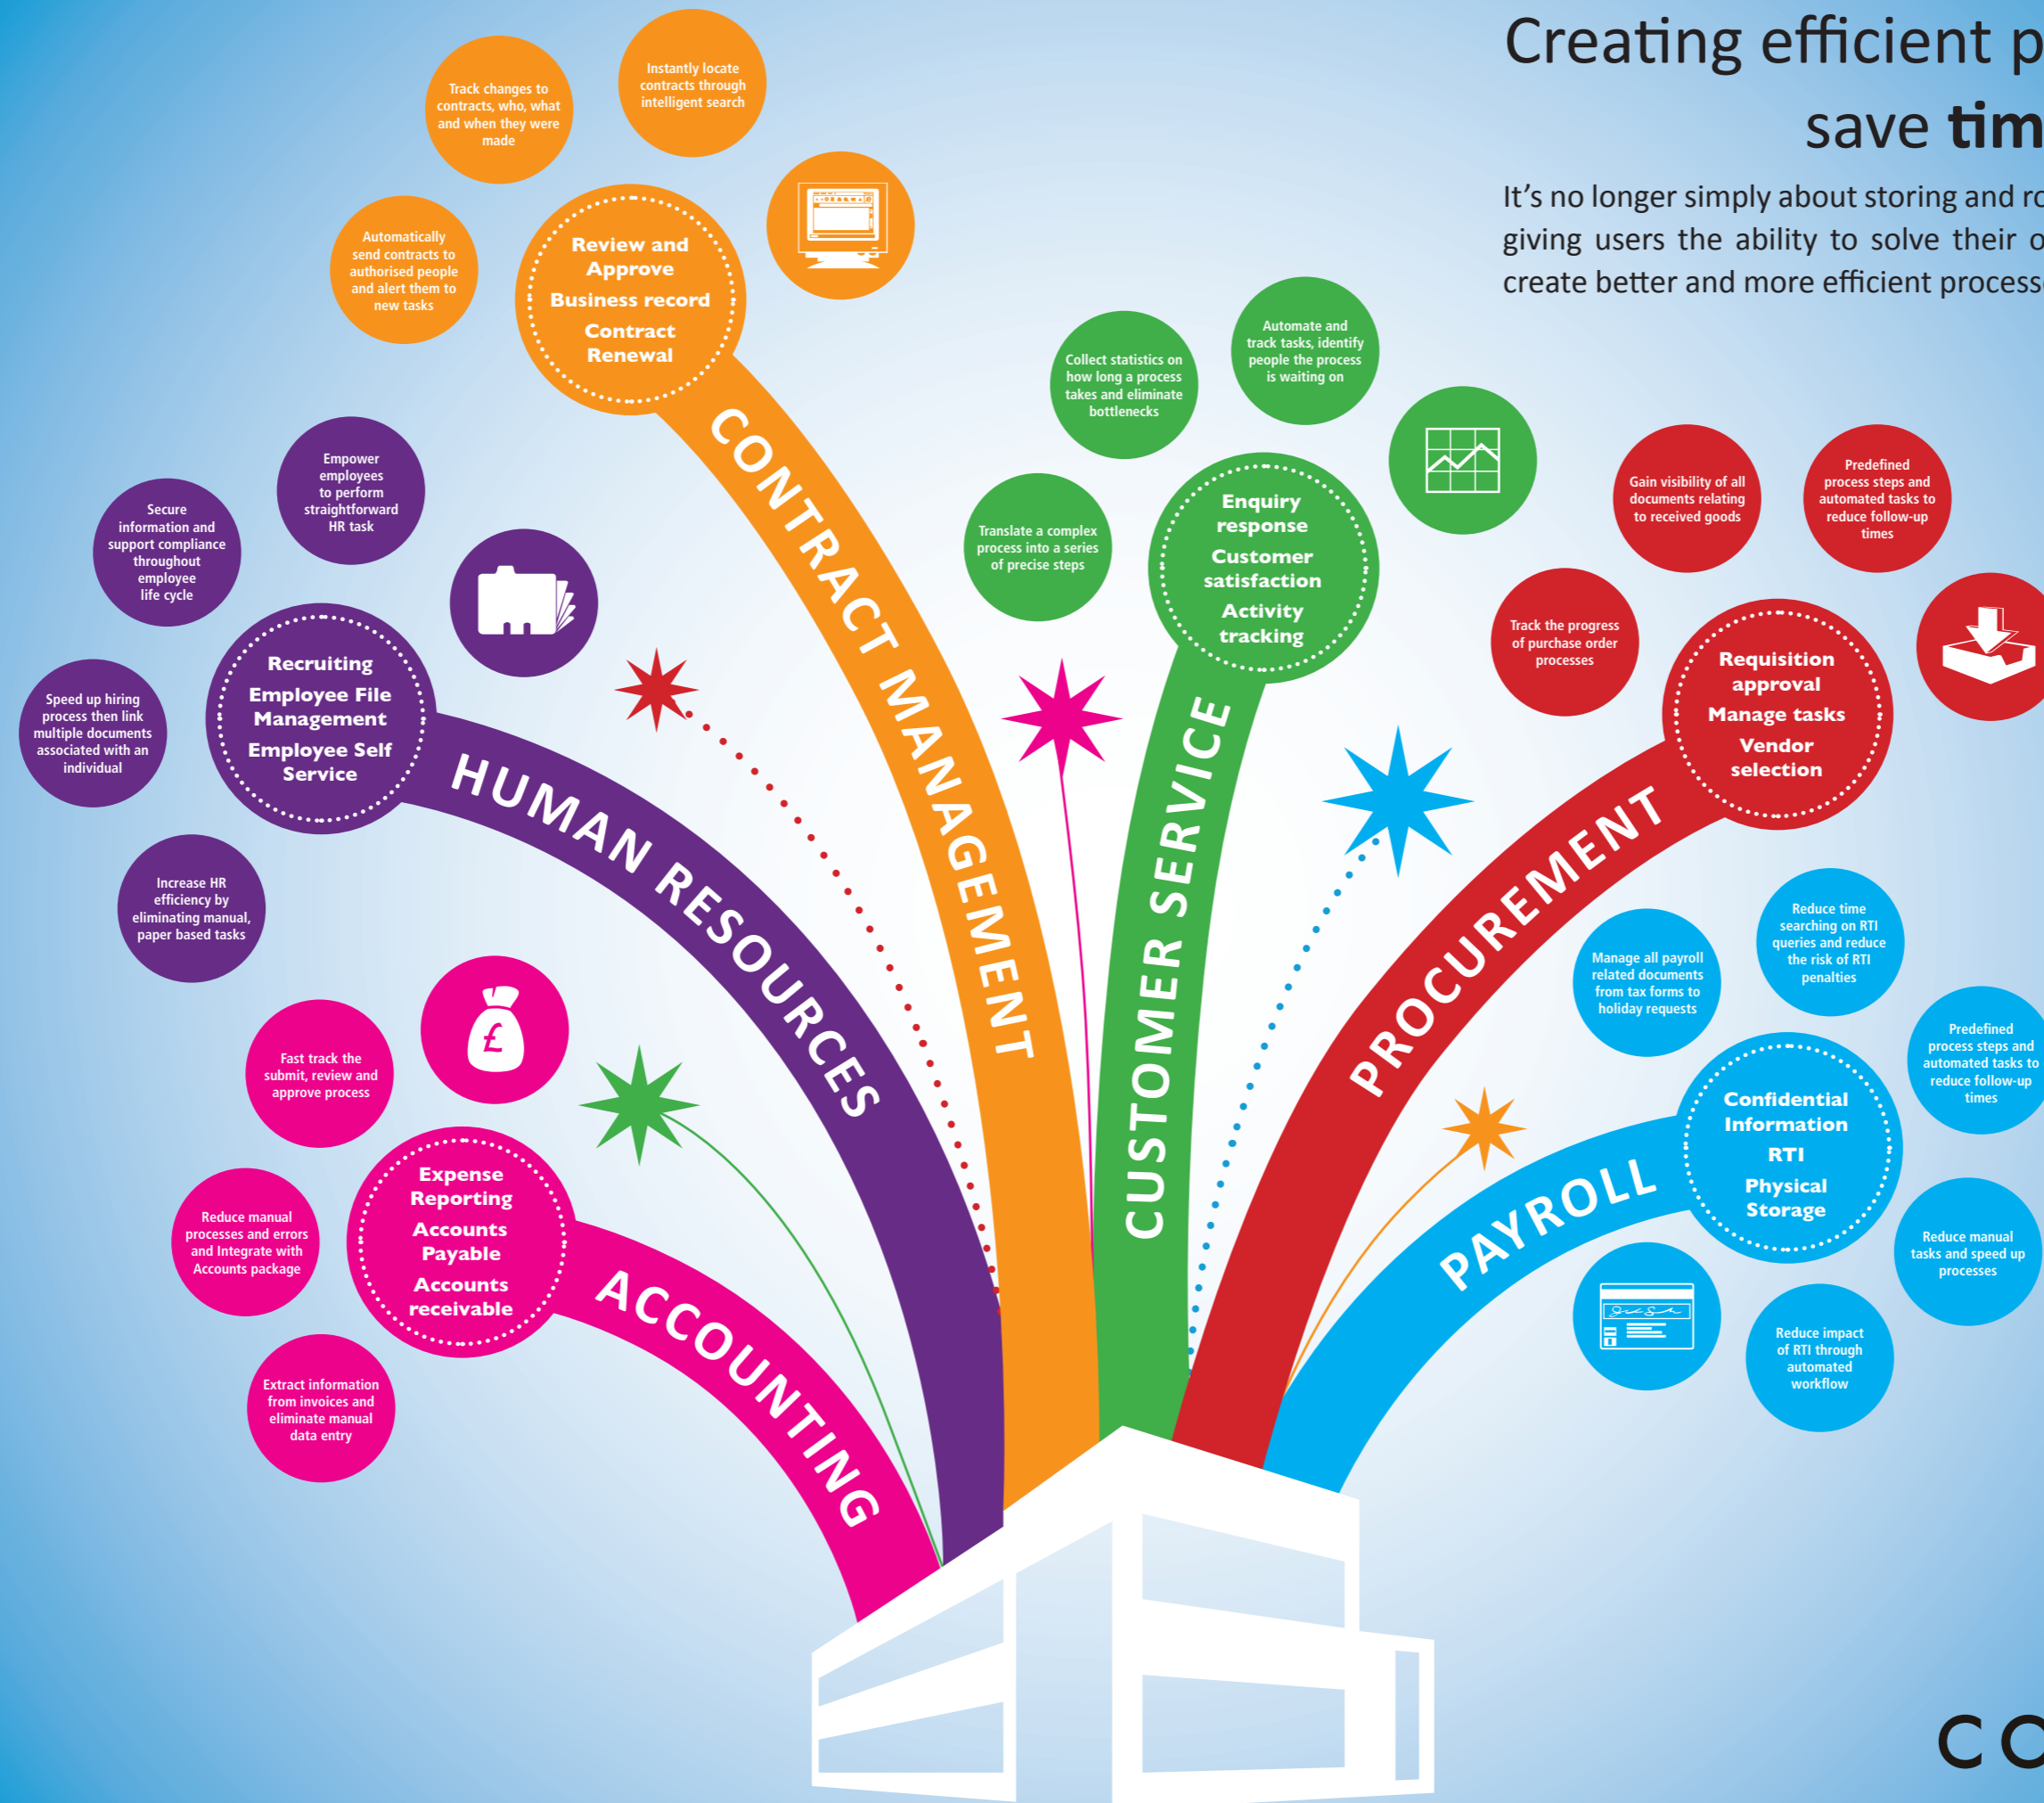 Creating efficient p
save tim
It's no longer simply about storing and ro
giving users the ability to solve their o
create better and more efficient process
Instantly locate
contracts through
intelligent search
Track changes to
contracts, who, what
and when they were
made
Automatically
send contracts to
authorised people
and alert them to
new tasks
Review and
Approve
Business record
Contract
Renewal
CONTRACT MANAGEMENT
Empower
employees
to perform
straightforward
HR task
Secure
information and
support compliance
throughout
employee
life cycle
Speed up hiring
process then link
multiple documents
associated with an
individual
Increase HR
efficiency by
eliminating manual,
paper based tasks
Recruiting
Employee File
Management
Employee Self
Service
HUMAN RESOURCES
Fast track the
submit, review and
approve process
£
Reduce manual
processes and errors
and Integrate with
Accounts package
Extract information
from invoices and
eliminate manual
data entry
Expense
Reporting
Accounts
Payable
Accounts
receivable
ACCOUNTING
Automate and
track tasks, identify
people the process
is waiting on
Collect statistics on
how long a process
takes and eliminate
bottlenecks
Translate a complex
process into a series
of precise steps
Enquiry
response
Customer
satisfaction
Activity
tracking
CUSTOMER SERVICE
Gain visibility of all
documents relating
to received goods
Predefined
process steps and
automated tasks to
reduce follow-up
times
Track the progress
of purchase order
processes
Requisition
approval
Manage tasks
Vendor
selection
PROCUREMENT
Reduce time
searching on RTI
queries and reduce
the risk of RTI
penalties
Manage all payroll
related documents
from tax forms to
holiday requests
Predefined
process steps and
automated tasks to
reduce follow-up
times
Confidential
Information
RTI
Physical
Storage
Reduce manual
tasks and speed up
processes
Reduce impact
of RTI through
automated
workflow
PAYROLL
CO